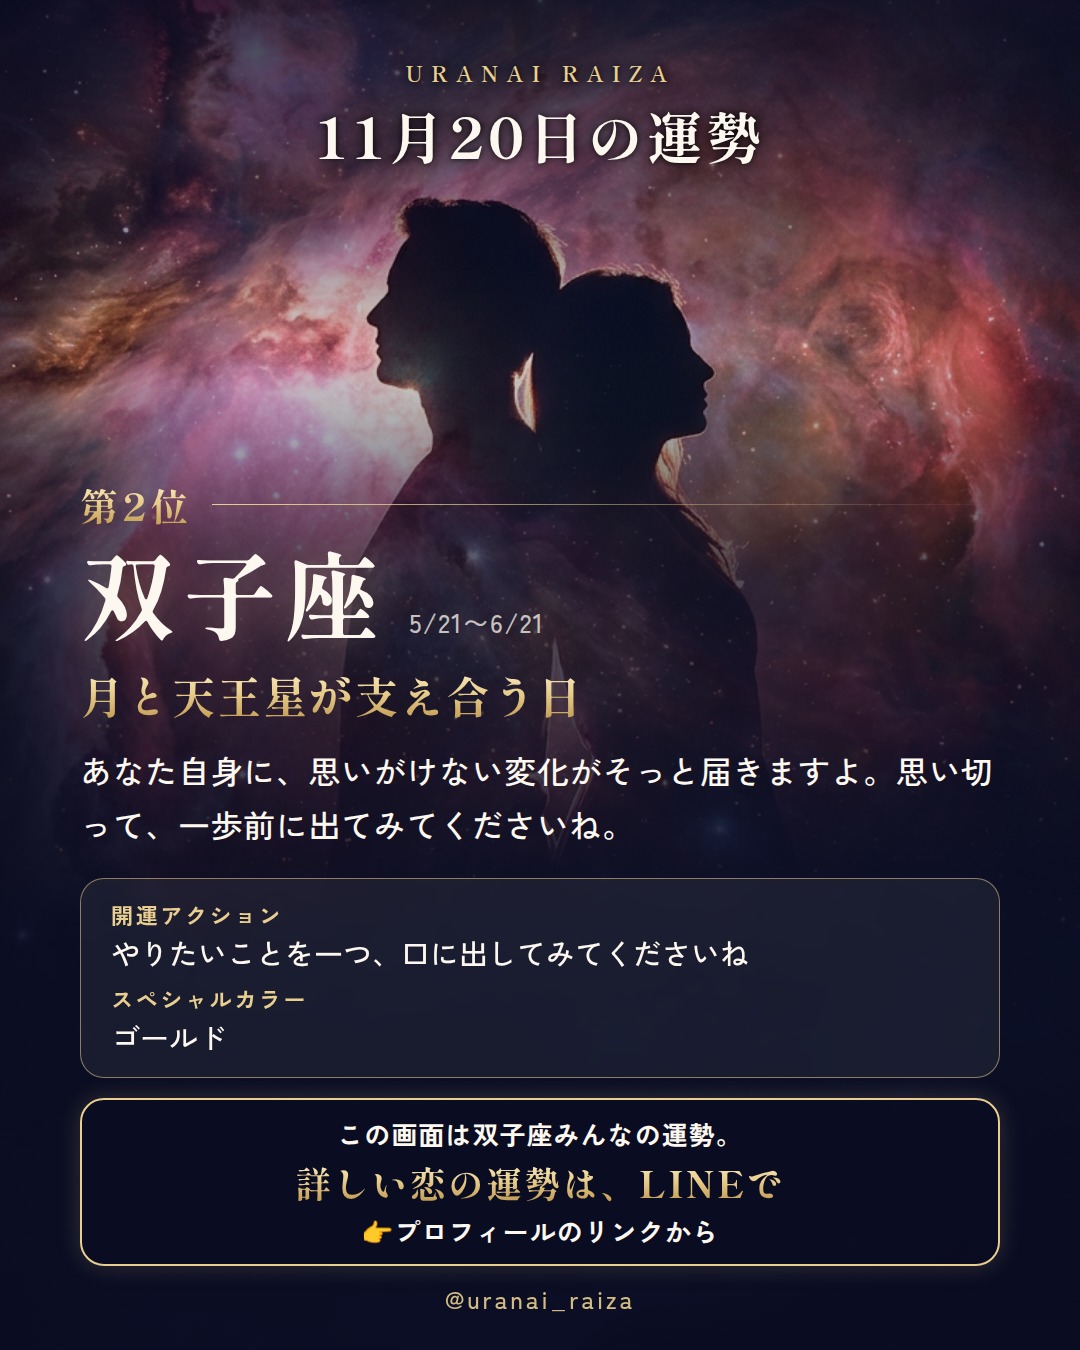 URANAI RAIZA
11月20日の運勢
第2位
双子座 5/21〜6/21
月と天王星が支え合う日
あなた自身に、思いがけない変化がそっと届きますよ。思い切
って、一歩前に出てみてくださいね。
開運アクション
やりたいことを一つ、口に出してみてくださいね
スペシャルカラー
ゴールド
この画面は双子座みんなの運勢。
詳しい恋の運勢は、LINEで
👉プロフィールのリンクから
@uranai_raiza